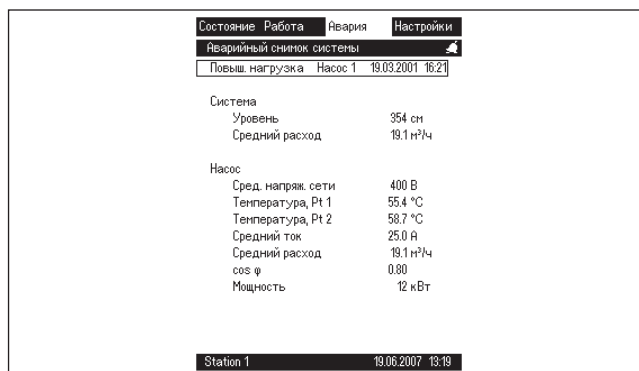 Состояние Работа Авария Настройки
Аварийный снимок системы
Повыш. нагрузка Насос 1 19.03.2001 16:21
Система
Уровень 354 см
Средний расход 19.1 м³/ч
Насос
Сред. напряж. сети 400 В
Температура, Pt 1 55.4 °C
Температура, Pt 2 58.7 °C
Средний ток 25.0 А
Средний расход 19.1 м³/ч
cos φ 0.80
Мощность 12 кВт
Station 1 19.06.2007 13:19